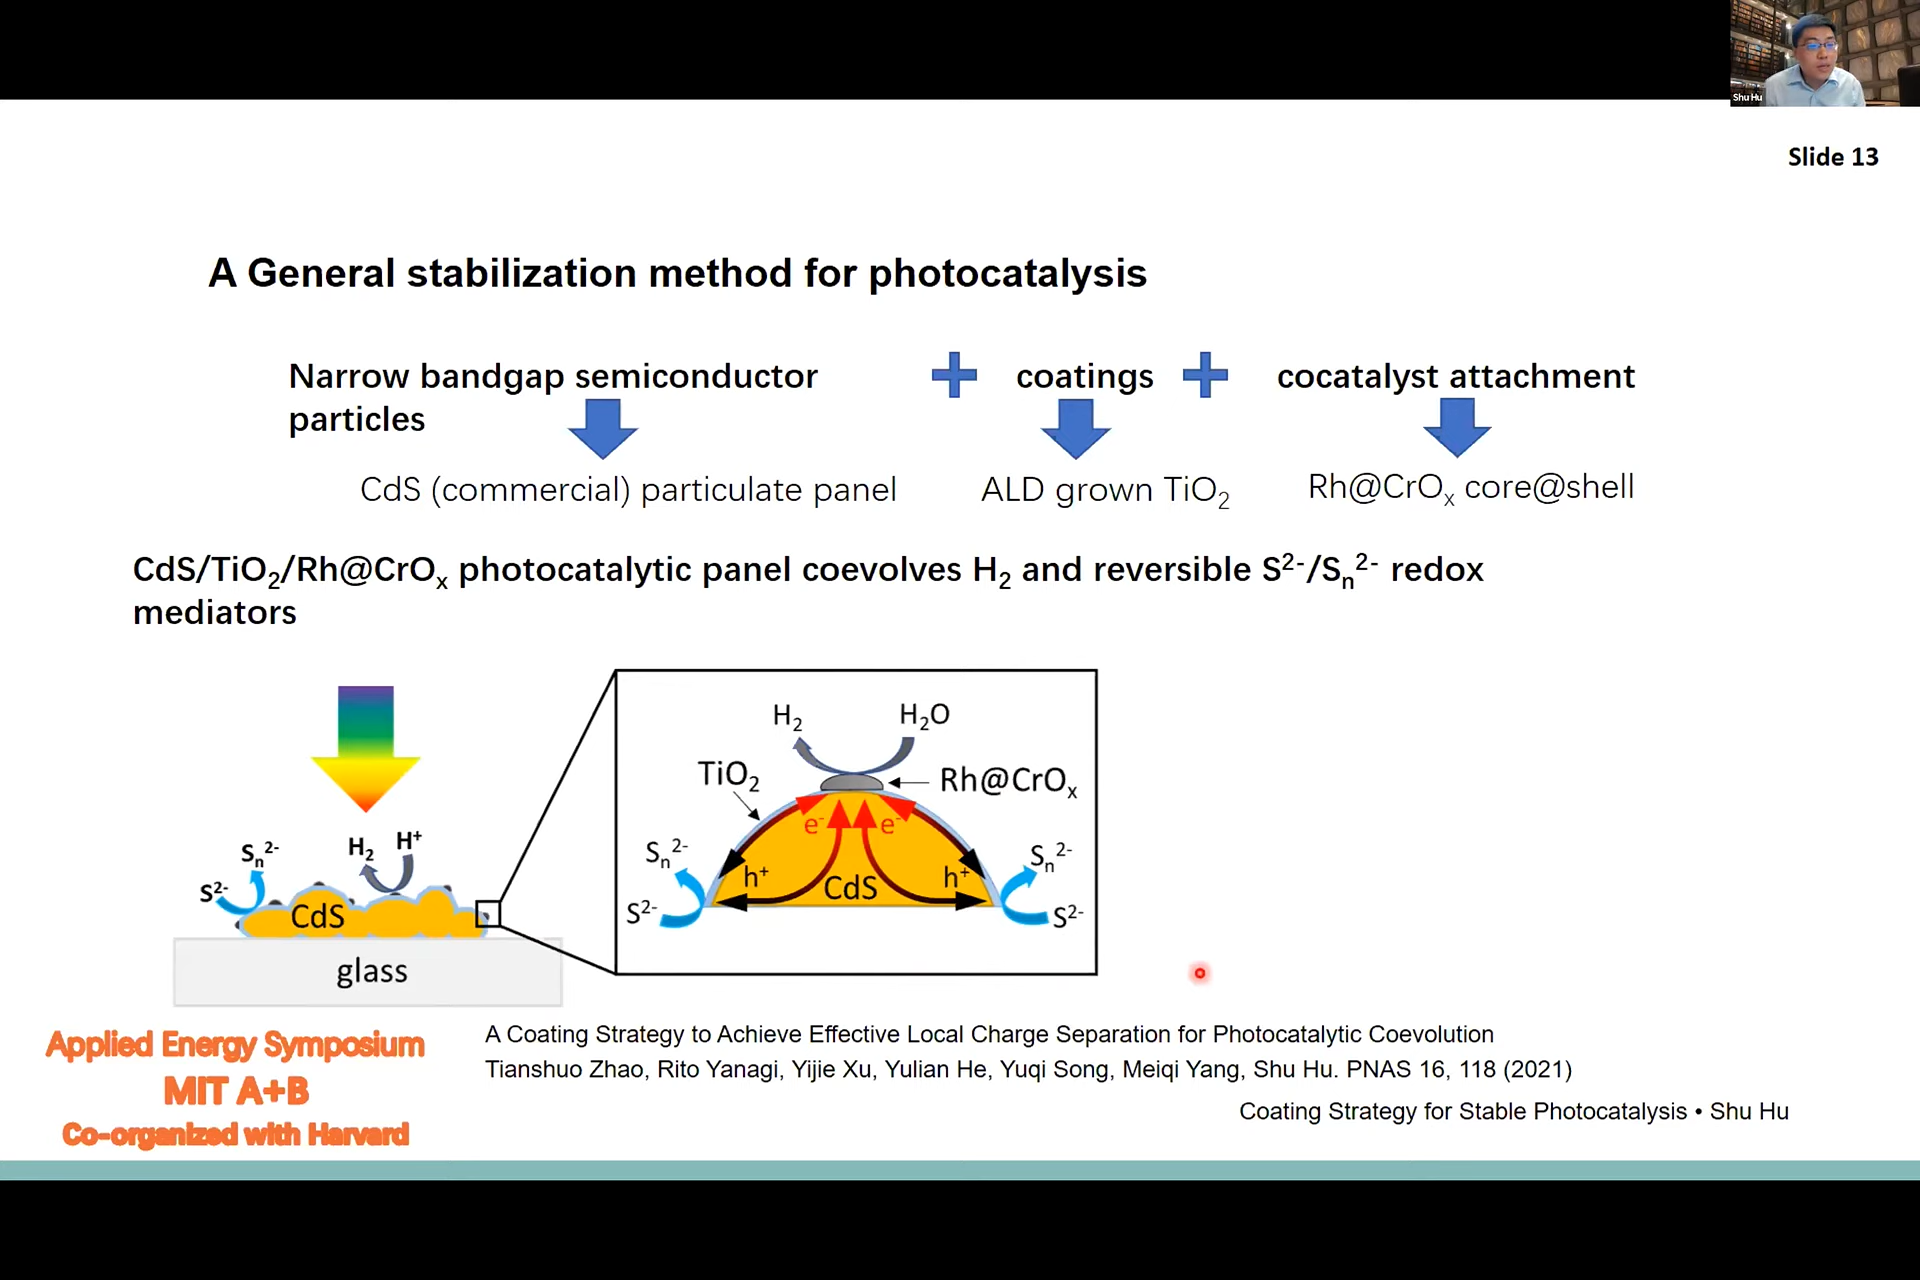 Shu Hu
Slide 13
A General stabilization method for photocatalysis
Narrow bandgap semiconductor
particles
coatings
cocatalyst attachment
CdS (commercial) particulate panel
ALD grown TiO₂
Rh@CrOₓ core@shell
CdS/TiO₂/Rh@CrOₓ photocatalytic panel coevolves H₂ and reversible S²⁻/Sₙ²⁻ redox
mediators
Sₙ²⁻
S²⁻
H₂
H⁺
CdS
glass
H₂
H₂O
TiO₂
Rh@CrOₓ
e⁻
e⁻
Sₙ²⁻
S²⁻
h⁺
CdS
h⁺
Sₙ²⁻
S²⁻
Applied Energy Symposium
MIT A+B
Co-organized with Harvard
A Coating Strategy to Achieve Effective Local Charge Separation for Photocatalytic Coevolution
Tianshuo Zhao, Rito Yanagi, Yijie Xu, Yulian He, Yuqi Song, Meiqi Yang, Shu Hu. PNAS 16, 118 (2021)
Coating Strategy for Stable Photocatalysis • Shu Hu